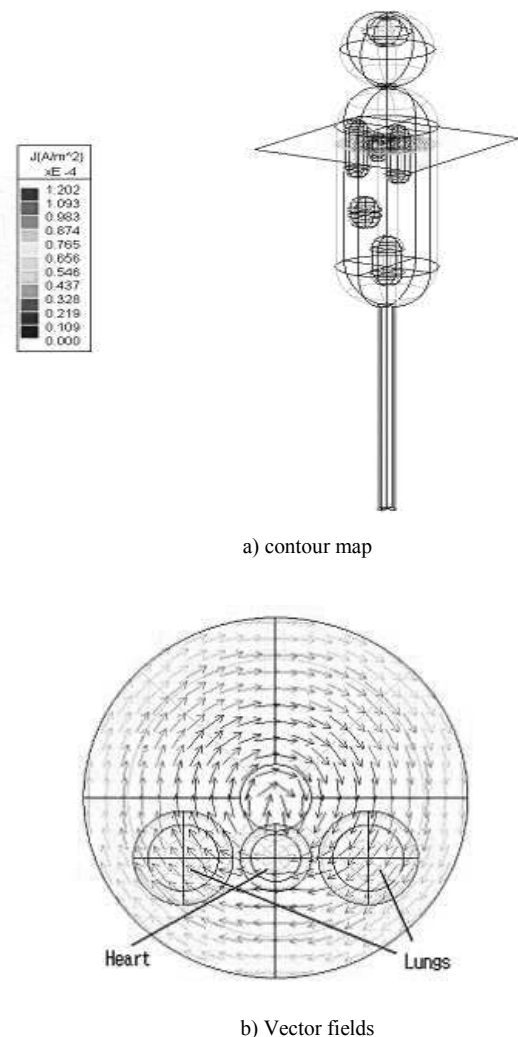 J(A/m^2)
xE -4
1.202
1.093
0.983
0.874
0.765
0.656
0.546
0.437
0.328
0.219
0.109
0.000
a) contour map
Heart
Lungs
b) Vector fields